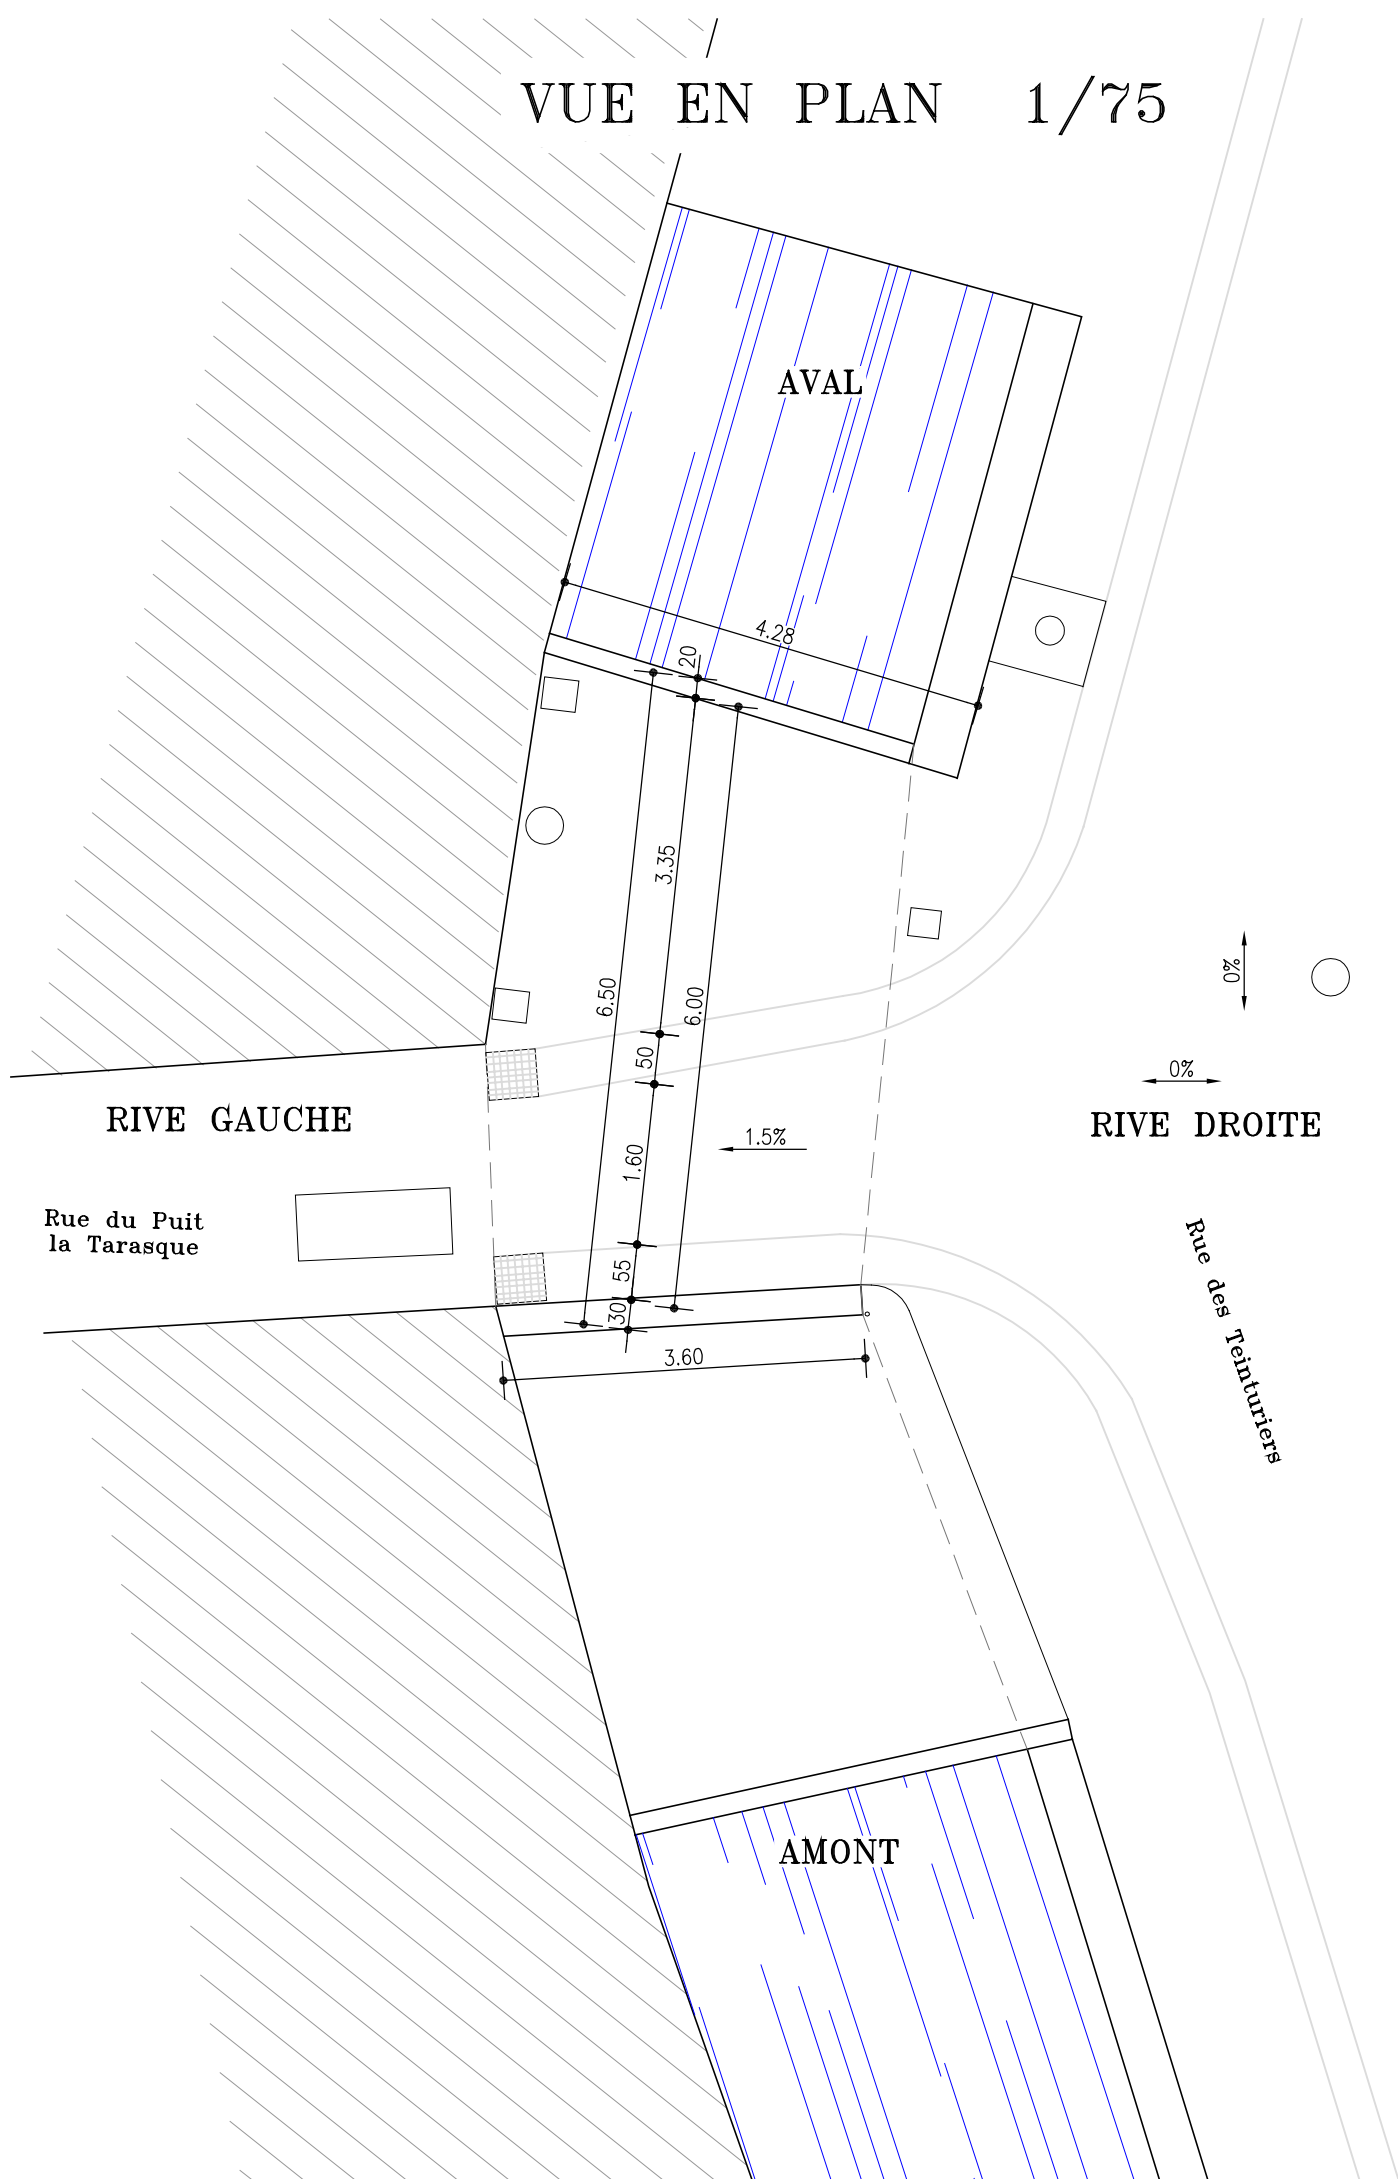 VUE EN PLAN 1/75
AVAL
4.28
20
3.35
6.50
6.00
0%
50
0%
RIVE GAUCHE
RIVE DROITE
1.5%
1.60
Rue du Puit
la Tarasque
Rue des Teinturiers
55
30
3.60
AMONT